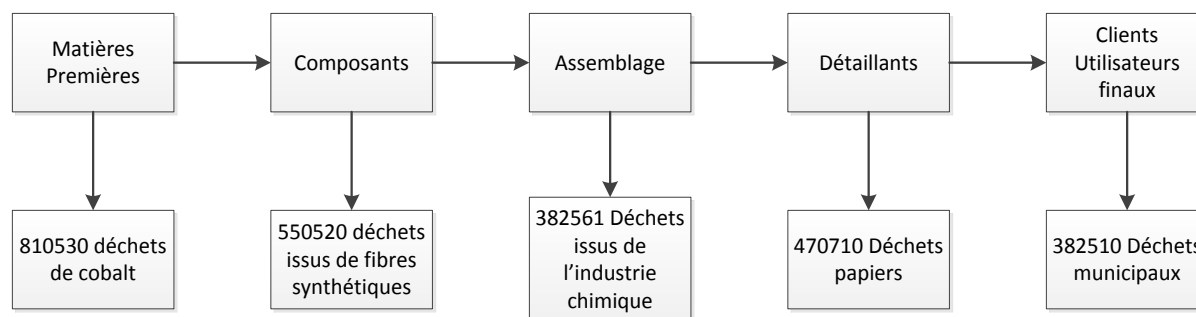 Matières
Premières
Composants
Assemblage
Détaillants
Clients
Utilisateurs
finaux
810530 déchets
de cobalt
550520 déchets
issus de fibres
synthétiques
382561 Déchets
issus de
l’industrie
chimique
470710 Déchets
papiers
382510 Déchets
municipaux